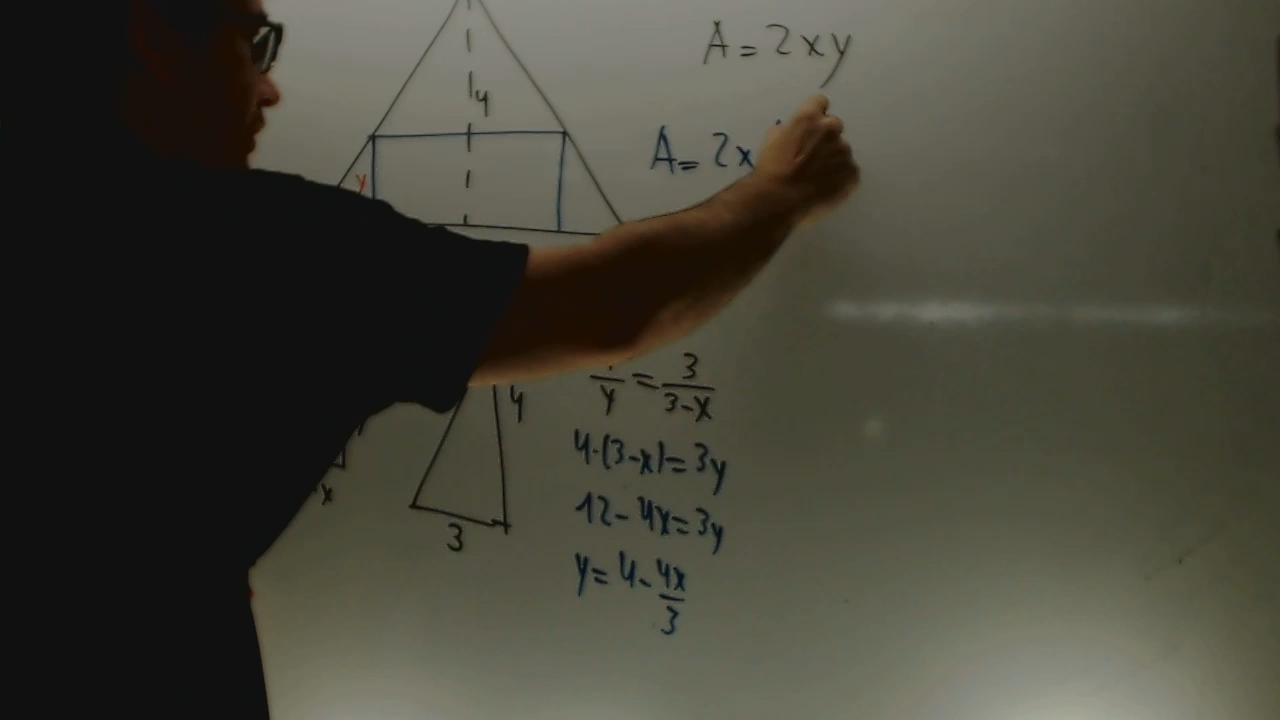 A = 2xy
4
y
A = 2x
y = 3/(3-x)
4
4·(3-x) = 3y
x
12 - 4x = 3y
3
y = 4 - 4x/3